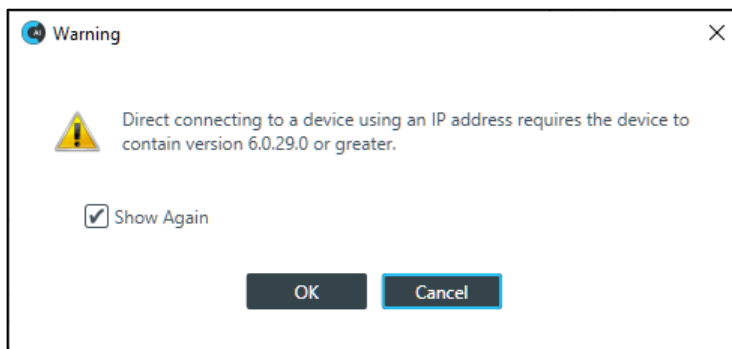 Warning
Direct connecting to a device using an IP address requires the device to
contain version 6.0.29.0 or greater.
Show Again
OK Cancel